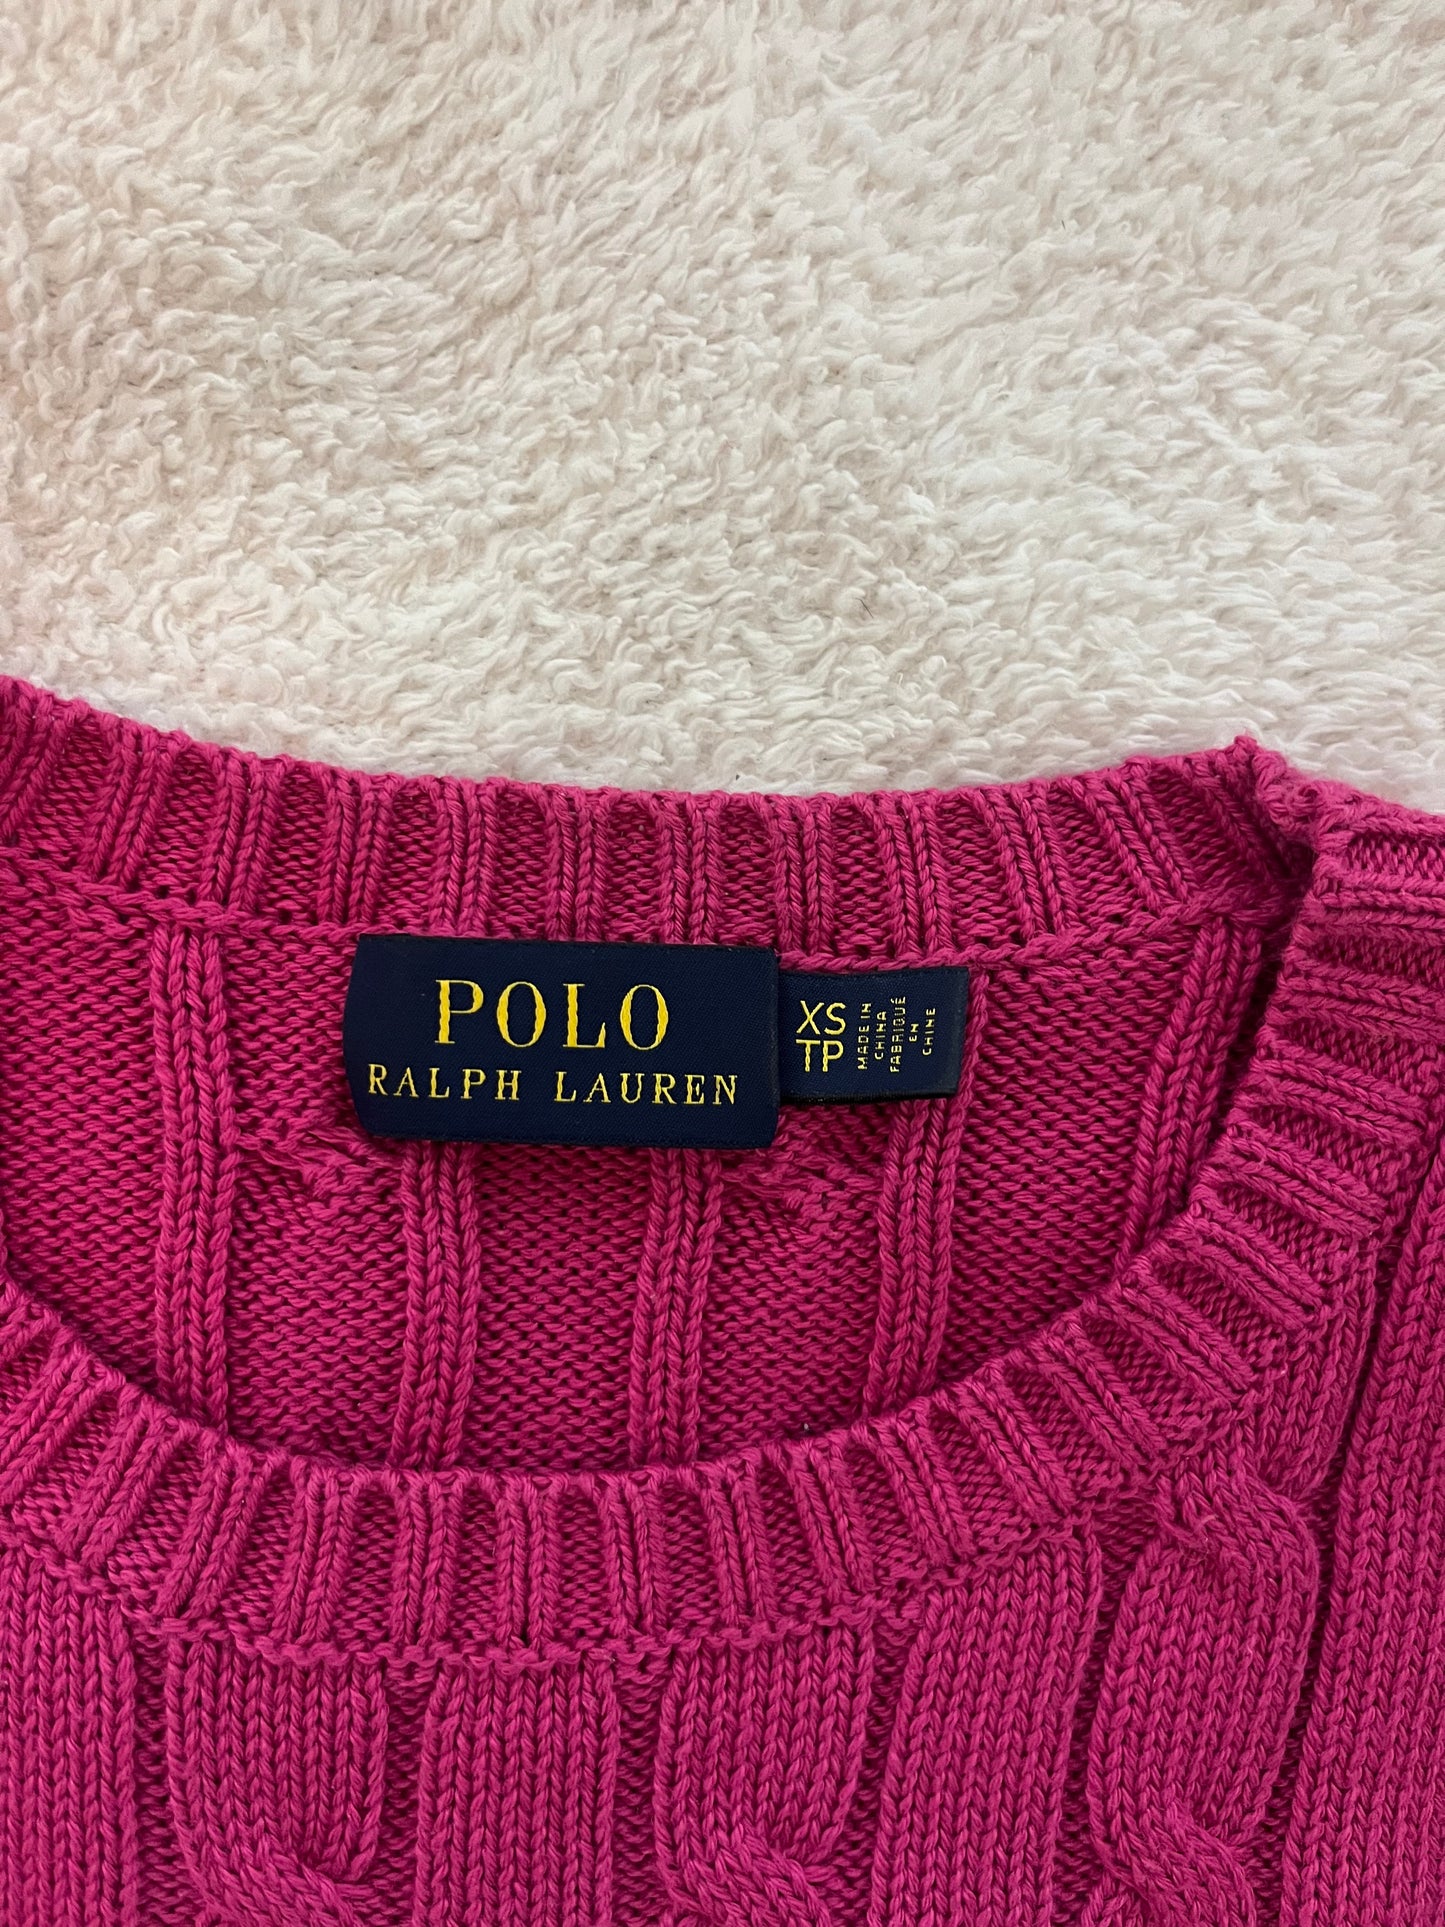 POLO
RALPH LAUREN
XS
TP
MADE IN
CHINA
FABRIQUÉ
EN
CHINE